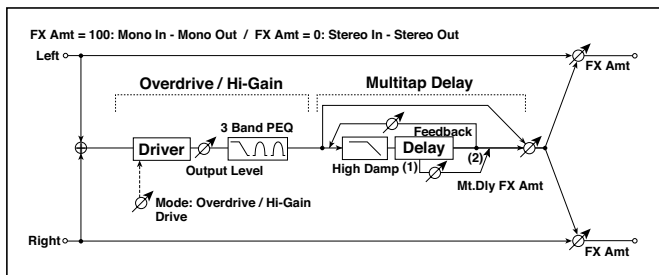 FX Amt = 100: Mono In - Mono Out / FX Amt = 0: Stereo In - Stereo Out
Left
FX Amt
Overdrive / Hi-Gain
Multitap Delay
3 Band PEQ
Feedback
Driver
Delay
Output Level
High Damp
(1)
(2)
Mt.Dly FX Amt
Mode: Overdrive / Hi-Gain
Drive
Right
FX Amt